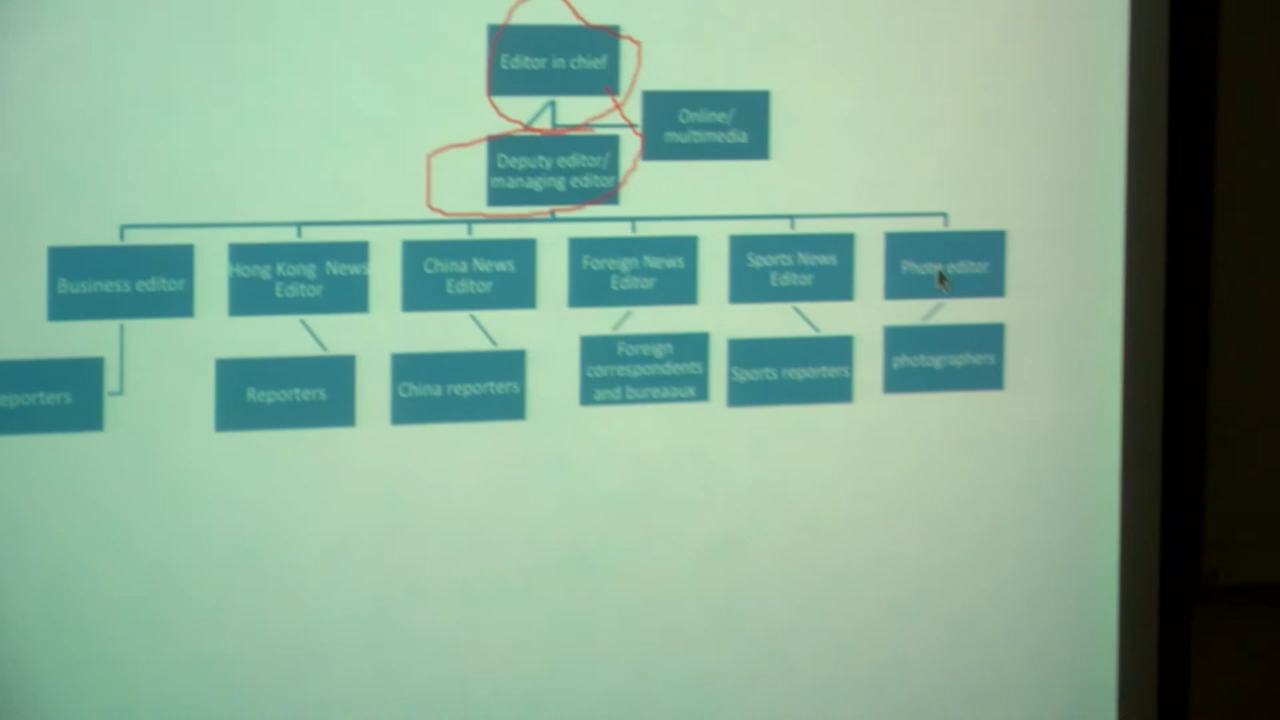 Editor in chief
Online/
multimedia
Deputy editor/
managing editor
Business editor
Hong Kong News
Editor
China News
Editor
Foreign News
Editor
Sports News
Editor
Photo editor
eporters
Reporters
China reporters
Foreign
correspondents
and bureaux
Sports reporters
photographers